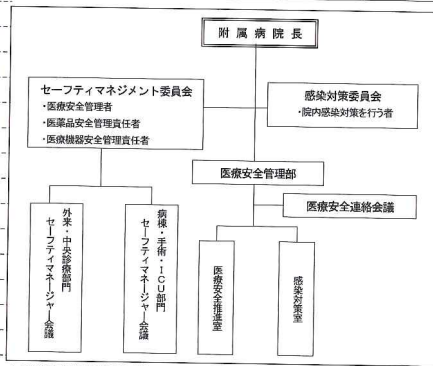 附属病院長
セーフティマネジメント委員会
・医療安全管理者
・医薬品安全管理責任者
・医療機器安全管理責任者
感染対策委員会
・院内感染対策を行う者
医療安全管理部
医療安全連絡会議
外来・中央診療部門
セーフティマネージャー会議
病棟・手術・ICU部門
セーフティマネージャー会議
医療安全推進室
感染対策室